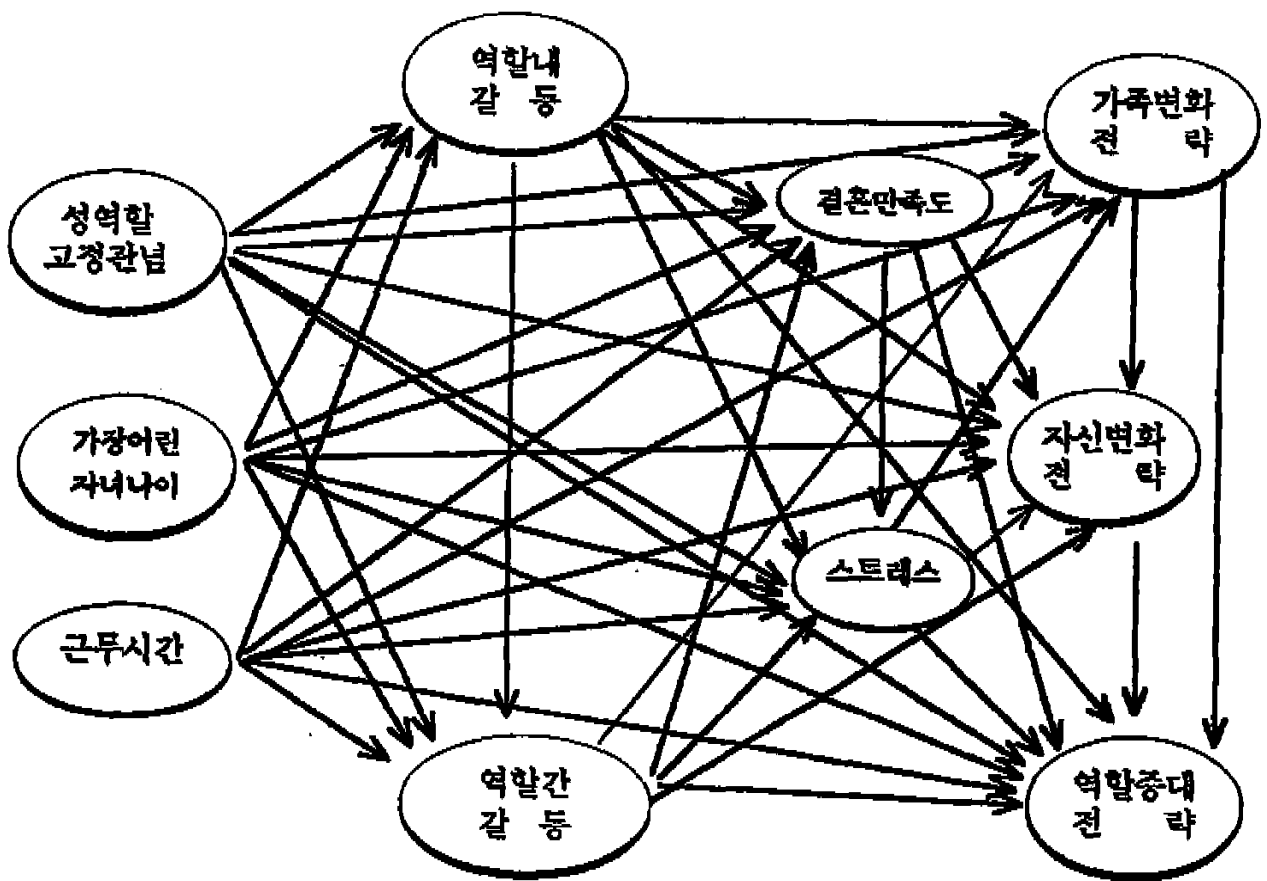 역할내
갈 등
가족변화
전 략
성역할
고정관념
결혼만족도
가장어린
자녀나이
자신변화
전 략
스트레스
근무시간
역할간
갈 등
역할증대
전 략